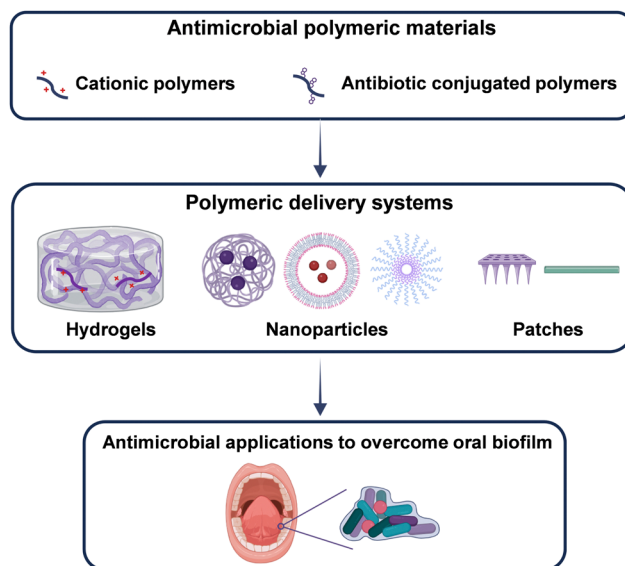 Antimicrobial polymeric materials
Cationic polymers
Antibiotic conjugated polymers
Polymeric delivery systems
Hydrogels
Nanoparticles
Patches
Antimicrobial applications to overcome oral biofilm